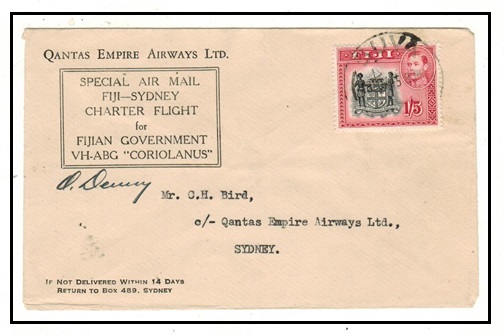 QANTAS EMPIRE AIRWAYS LTD.
SPECIAL AIR MAIL
FIJI—SYDNEY
CHARTER FLIGHT
for
FIJIAN GOVERNMENT
VH-ABG "CORIOLANUS"
FIJI
1/5
O. Denny
Mr. C.H. Bird,
c/- Qantas Empire Airways Ltd.,
SYDNEY.
IF NOT DELIVERED WITHIN 14 DAYS
RETURN TO BOX 489, SYDNEY